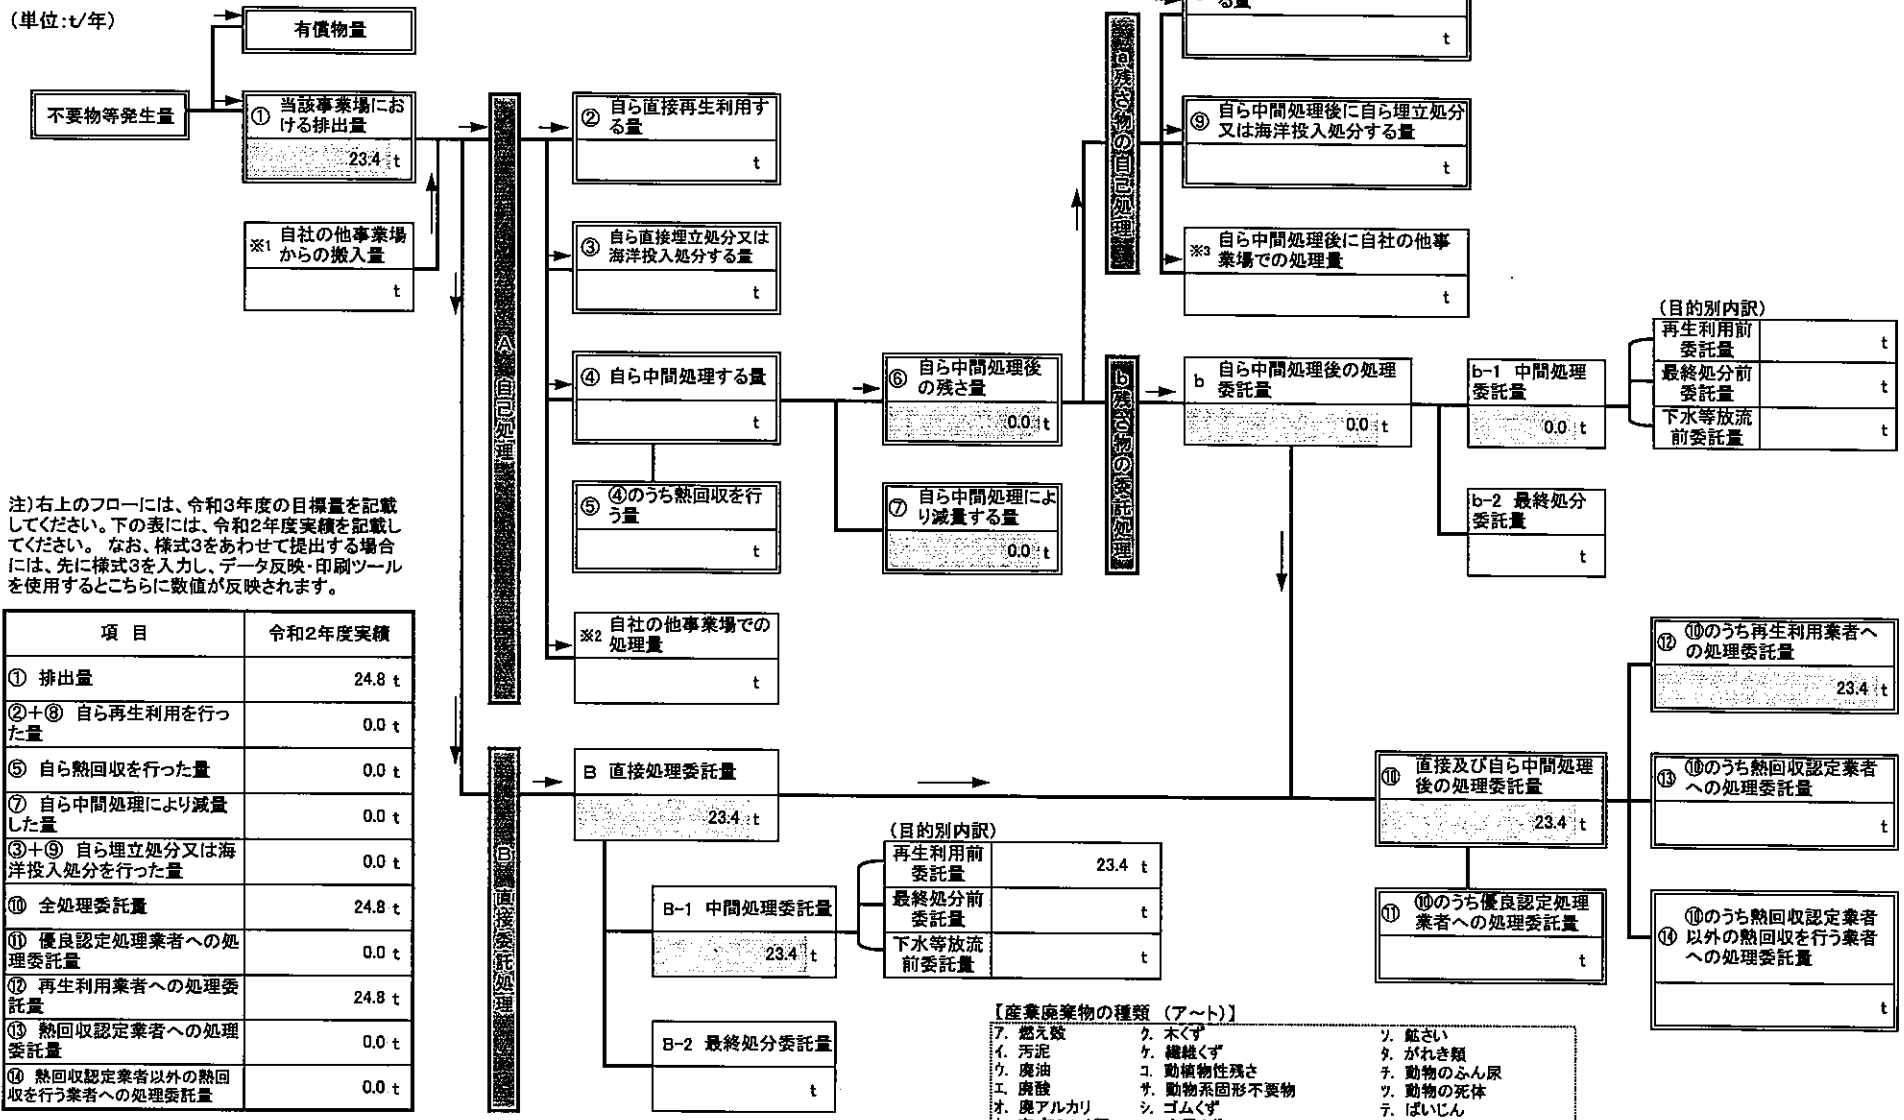 (単位:t/年)
有償物量
不要物等発生量
① 当該事業場にお
ける排出量
23.4 t
※1 自社の他事業場
からの搬入量
t
A 自己処理
② 自ら直接再生利用す
る量
t
③ 自ら直接埋立処分又は
海洋投入処分する量
t
④ 自ら中間処理する量
t
⑤ ④のうち熱回収を行
う量
t
※2 自社の他事業場での
処理量
t
⑥ 自ら中間処理後
の残さ量
0.0 t
⑦ 自ら中間処理によ
り減量する量
0.0 t
a残さ物の自己処理
る量
t
⑨ 自ら中間処理後に自ら埋立処分
又は海洋投入処分する量
t
※3 自ら中間処理後に自社の他事
業場での処理量
t
b残さ物の委託処理
b 自ら中間処理後の処理
委託量
0.0 t
b-1 中間処理
委託量
0.0 t
(目的別内訳)
再生利用前
委託量 t
最終処分前
委託量 t
下水等放流
前委託量 t
b-2 最終処分
委託量
t
注)右上のフローには、令和3年度の目標量を記載
してください。下の表には、令和2年度実績を記載し
てください。 なお、様式3をあわせて提出する場合
には、先に様式3を入力し、データ反映・印刷ツール
を使用するとこちらに数値が反映されます。
項 目 令和2年度実績
① 排出量 24.8 t
②+⑧ 自ら再生利用を行っ
た量 0.0 t
⑤ 自ら熱回収を行った量 0.0 t
⑦ 自ら中間処理により減量
した量 0.0 t
③+⑨ 自ら埋立処分又は海
洋投入処分を行った量 0.0 t
⑩ 全処理委託量 24.8 t
⑪ 優良認定処理業者への処
理委託量 0.0 t
⑫ 再生利用業者への処理委
託量 24.8 t
⑬ 熱回収認定業者への処理
委託量 0.0 t
⑭ 熱回収認定業者以外の熱回
収を行う業者への処理委託量 0.0 t
B 直接委託処理
B 直接処理委託量
23.4 t
B-1 中間処理委託量
23.4 t
(目的別内訳)
再生利用前
委託量 23.4 t
最終処分前
委託量 t
下水等放流
前委託量 t
B-2 最終処分委託量
t
⑩ 直接及び自ら中間処理
後の処理委託量
23.4 t
⑪ ⑩のうち優良認定処理
業者への処理委託量
t
⑫ ⑩のうち再生利用業者へ
の処理委託量
23.4 t
⑬ ⑩のうち熱回収認定業者
への処理委託量
t
⑭ ⑩のうち熱回収認定業者
以外の熱回収を行う業者
への処理委託量
t
【産業廃棄物の種類 (ア～ト)】
ア. 燃え殻 ク. 木くず ソ. 鉱さい
イ. 汚泥 ケ. 繊維くず タ. がれき類
ウ. 廃油 コ. 動植物性残さ チ. 動物のふん尿
エ. 廃酸 サ. 動物系固形不要物 ツ. 動物の死体
オ. 廃アルカリ シ. ゴムくず テ. ばいじん